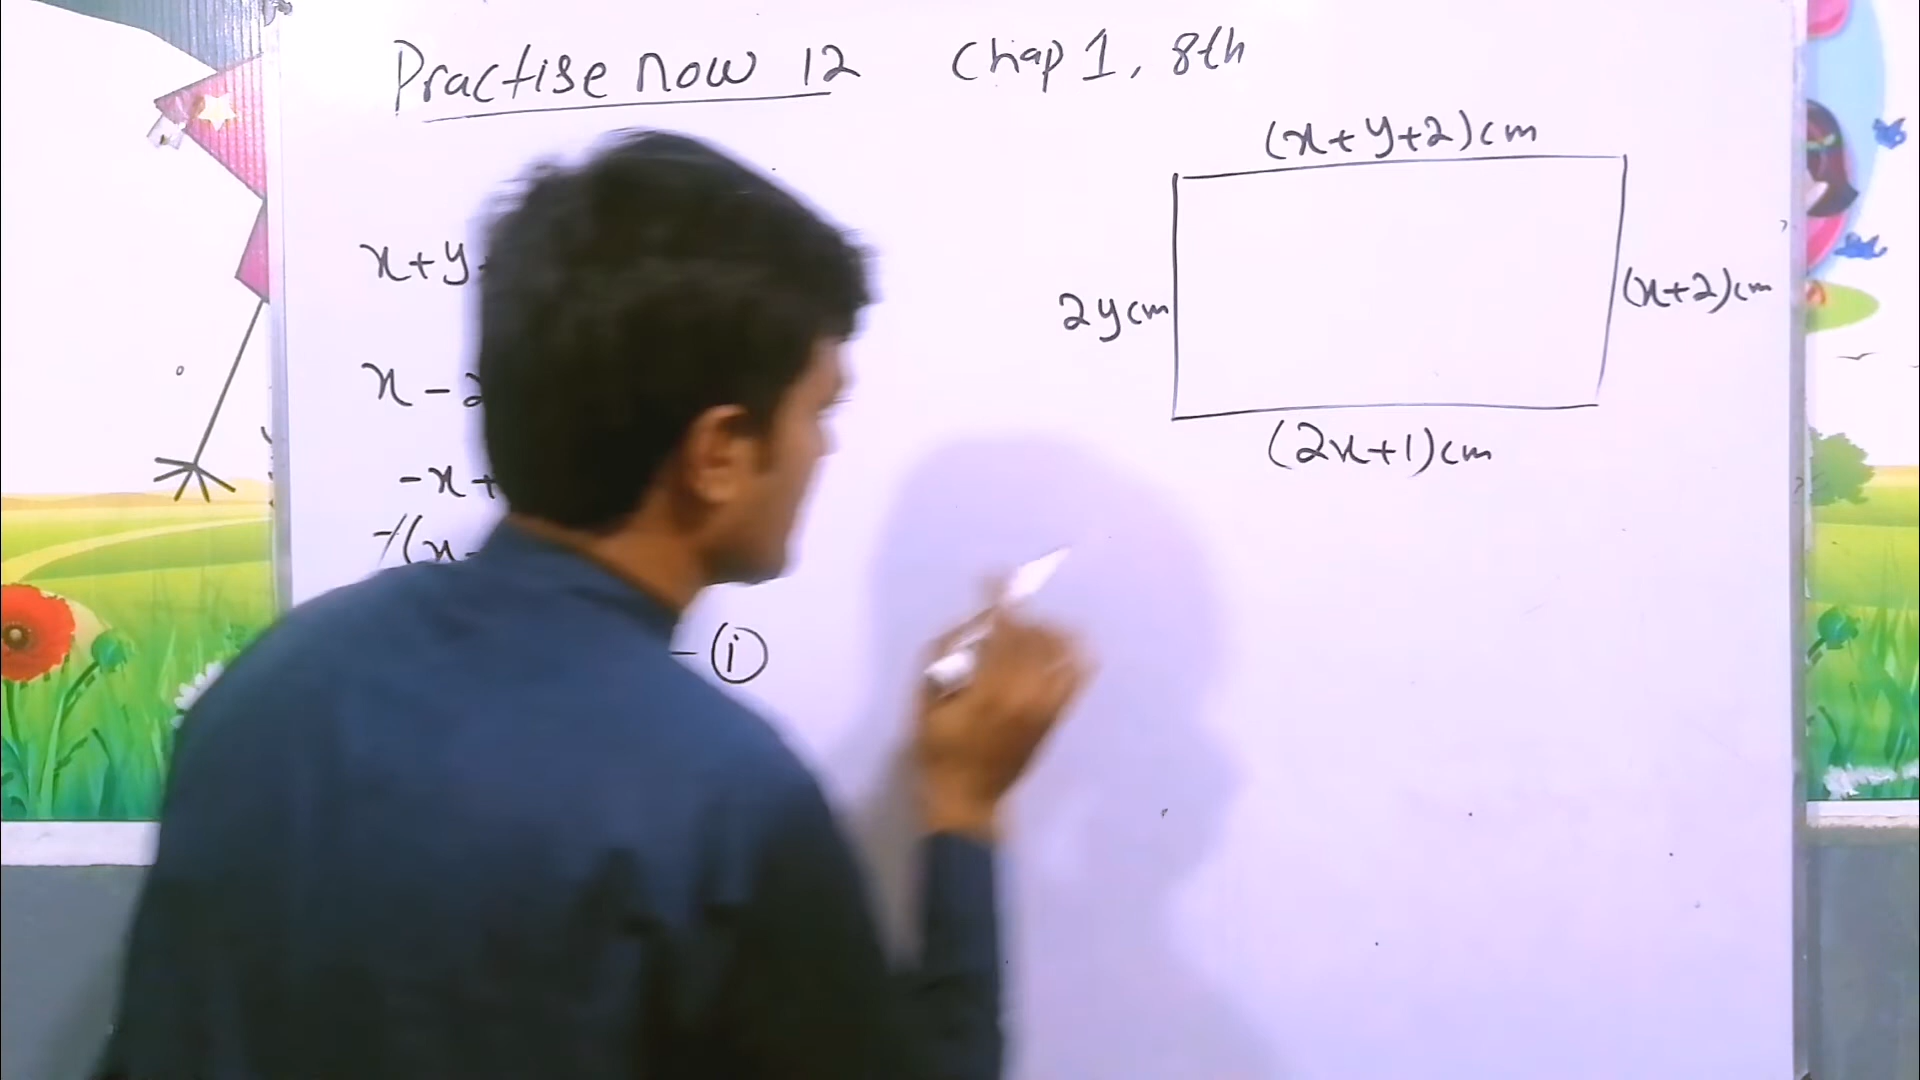 Practise now 12 Chap 1, 8th
(x+y+2)cm
x+y
2ycm
(x+2)cm
x-2
(2x+1)cm
-x+
-(x-
- (i)